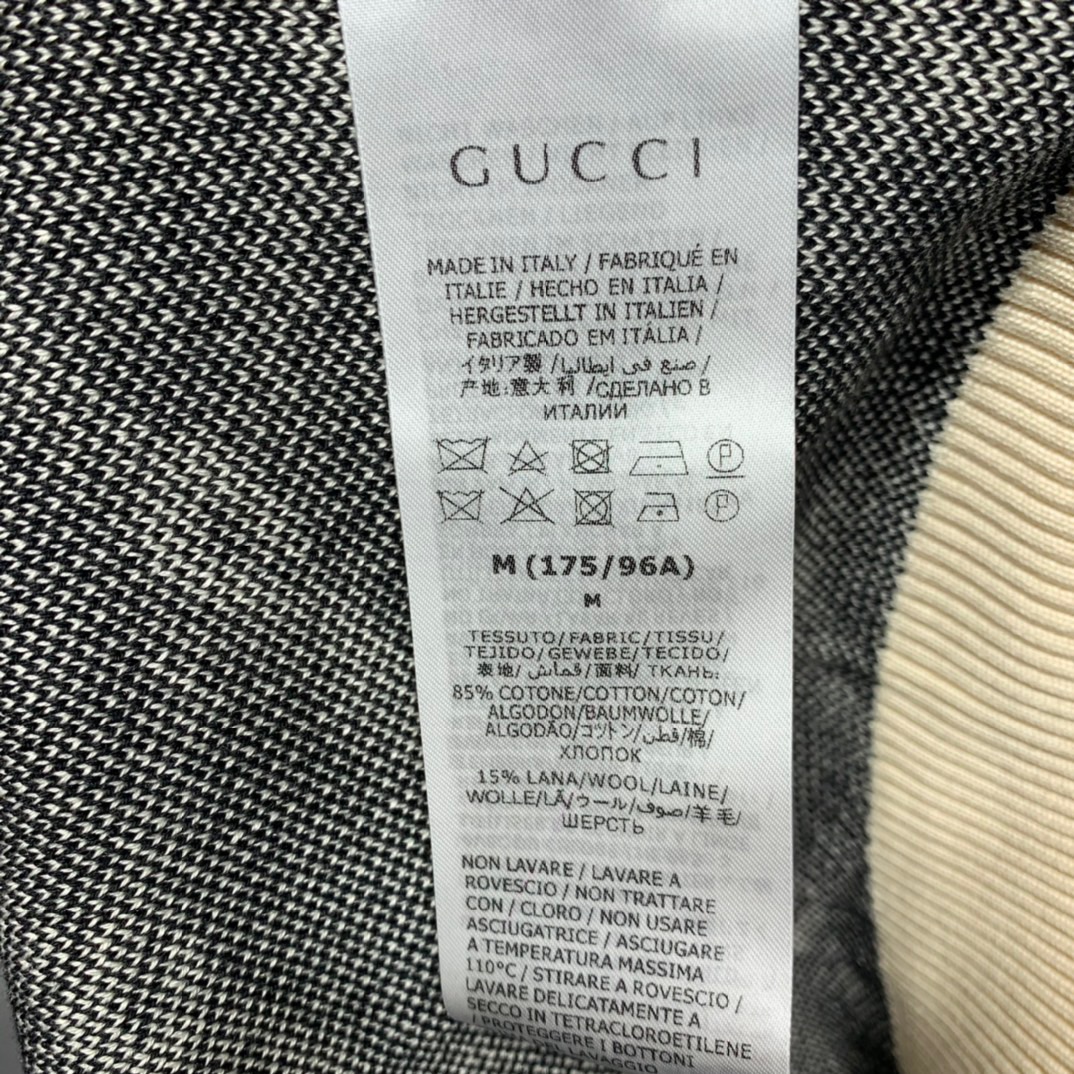 GUCCI
MADE IN ITALY / FABRIQUÉ EN
ITALIE / HECHO EN ITALIA /
HERGESTELLT IN ITALIEN /
FABRICADO EM ITÁLIA /
イタリア製 /صنع في ايطاليا /
产地:意大利 /СДЕЛАНО В
ИТАЛИИ
P
P
M (175/96A)
M
TESSUTO/FABRIC/TISSU/
TEJIDO/GEWEBE/TECIDO/
表地/قماش/面料/ ТКАНЬ:
85% COTONE/COTTON/COTON/
ALGODON/BAUMWOLLE/
ALGODÃO/コットン/قطن/棉/
ХЛОПОК
15% LANA/WOOL/LAINE/
WOLLE/LÃ/ウール/صوف/羊毛/
ШЕРСТЬ
NON LAVARE / LAVARE A
ROVESCIO / NON TRATTARE
CON / CLORO / NON USARE
ASCIUGATRICE / ASCIUGARE
A TEMPERATURA MASSIMA
110°C / STIRARE A ROVESCIO /
LAVARE DELICATAMENTE A
SECCO IN TETRACLOROETILENE
/ PROTEGGERE I BOTTONI
LAVAGGIO